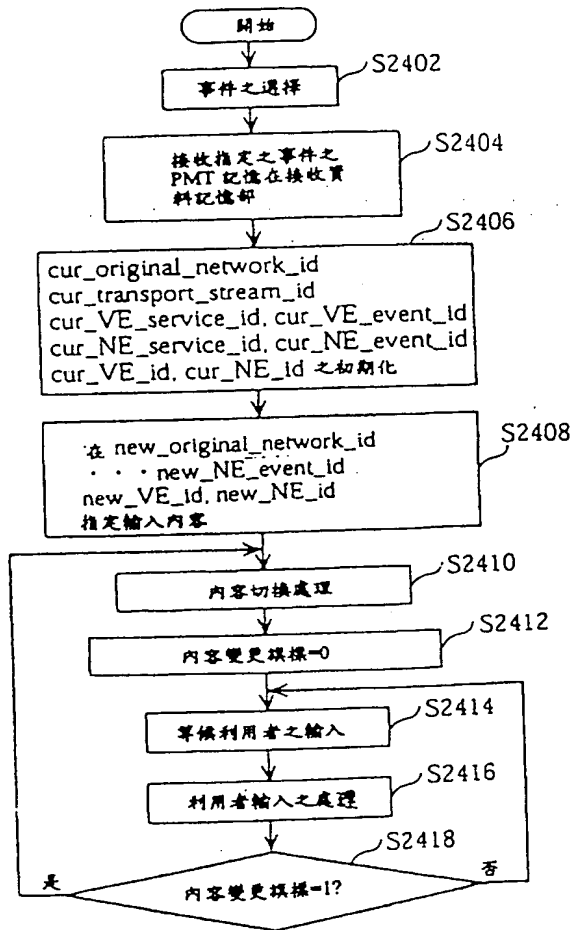 開始
S2402
事件之選擇
S2404
接收指定之事件之
PMT 記憶在接收資
料記憶部
S2406
cur_original_network_id
cur_transport_stream_id
cur_VE_service_id, cur_VE_event_id
cur_NE_service_id, cur_NE_event_id
cur_VE_id, cur_NE_id 之初期化
S2408
在 new_original_network_id
・・・new_NE_event_id
new_VE_id, new_NE_id
指定輸入內容
S2410
內容切換處理
S2412
內容變更旗標=0
S2414
等候利用者之輸入
S2416
利用者輸入之處理
S2418
是
內容變更旗標=1?
否